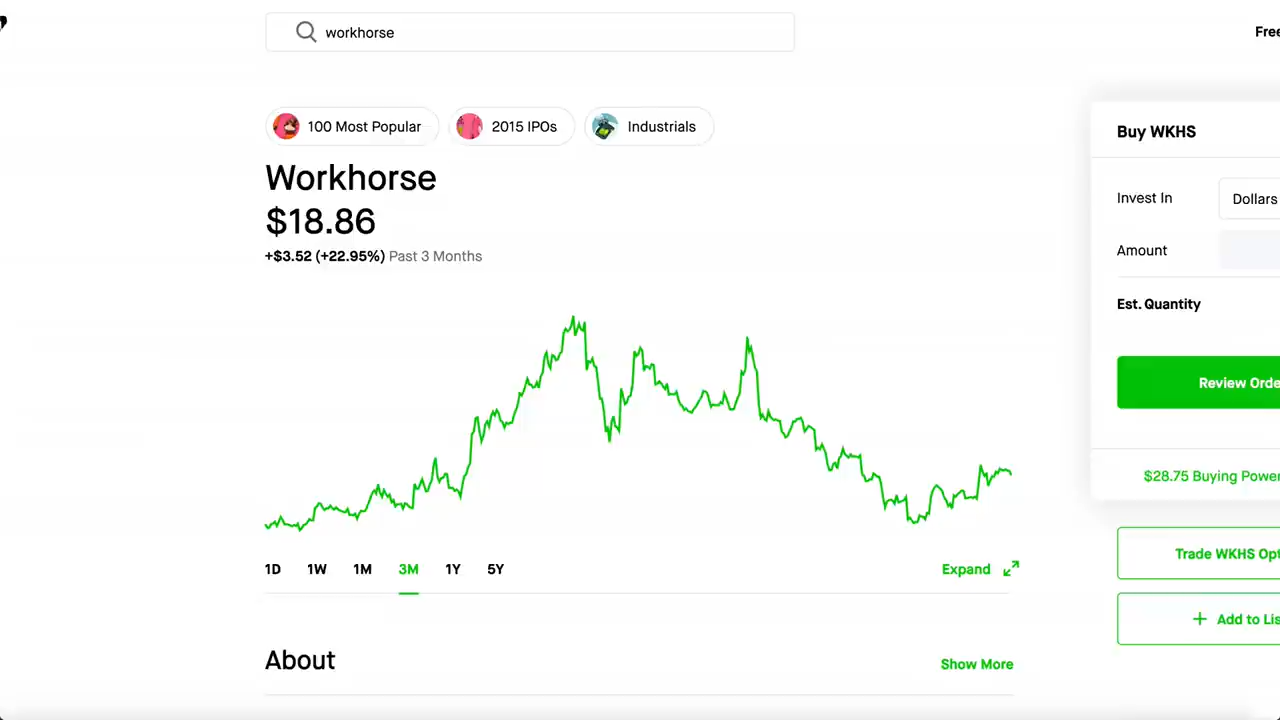 workhorse
Free
100 Most Popular
2015 IPOs
Industrials
Workhorse
$18.86
+$3.52 (+22.95%) Past 3 Months
1D
1W
1M
3M
1Y
5Y
Expand
About
Show More
Buy WKHS
Invest In
Dollars
Amount
Est. Quantity
Review Orde
$28.75 Buying Power
Trade WKHS Opt
Add to Lis